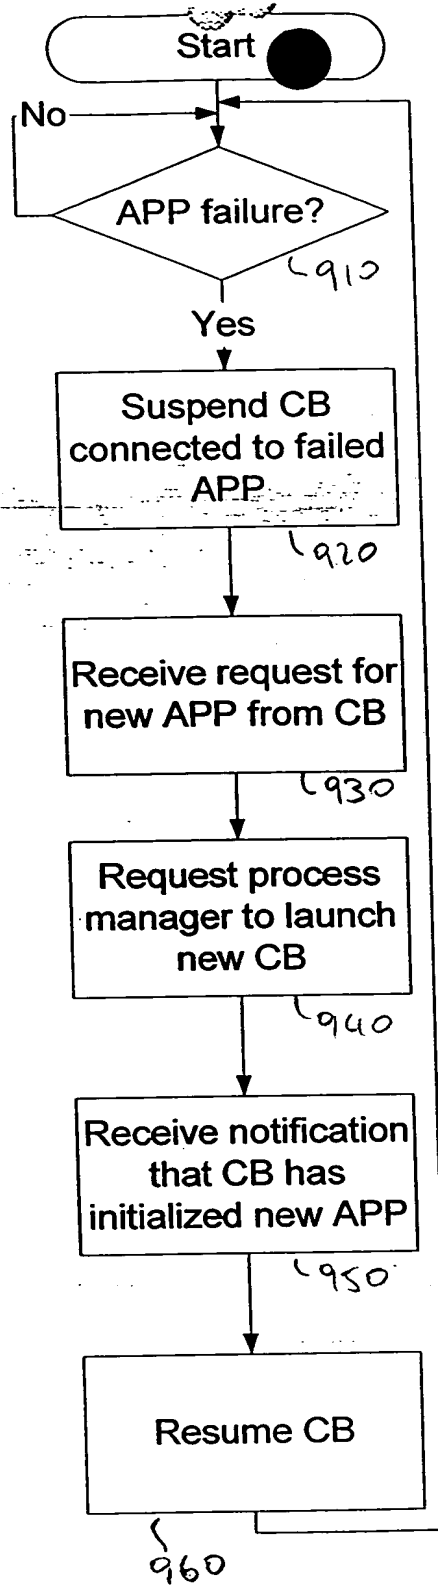 Start
No
APP failure?
910
Yes
Suspend CB
connected to failed
APP
920
Receive request for
new APP from CB
930
Request process
manager to launch
new CB
940
Receive notification
that CB has
initialized new APP
950
Resume CB
960